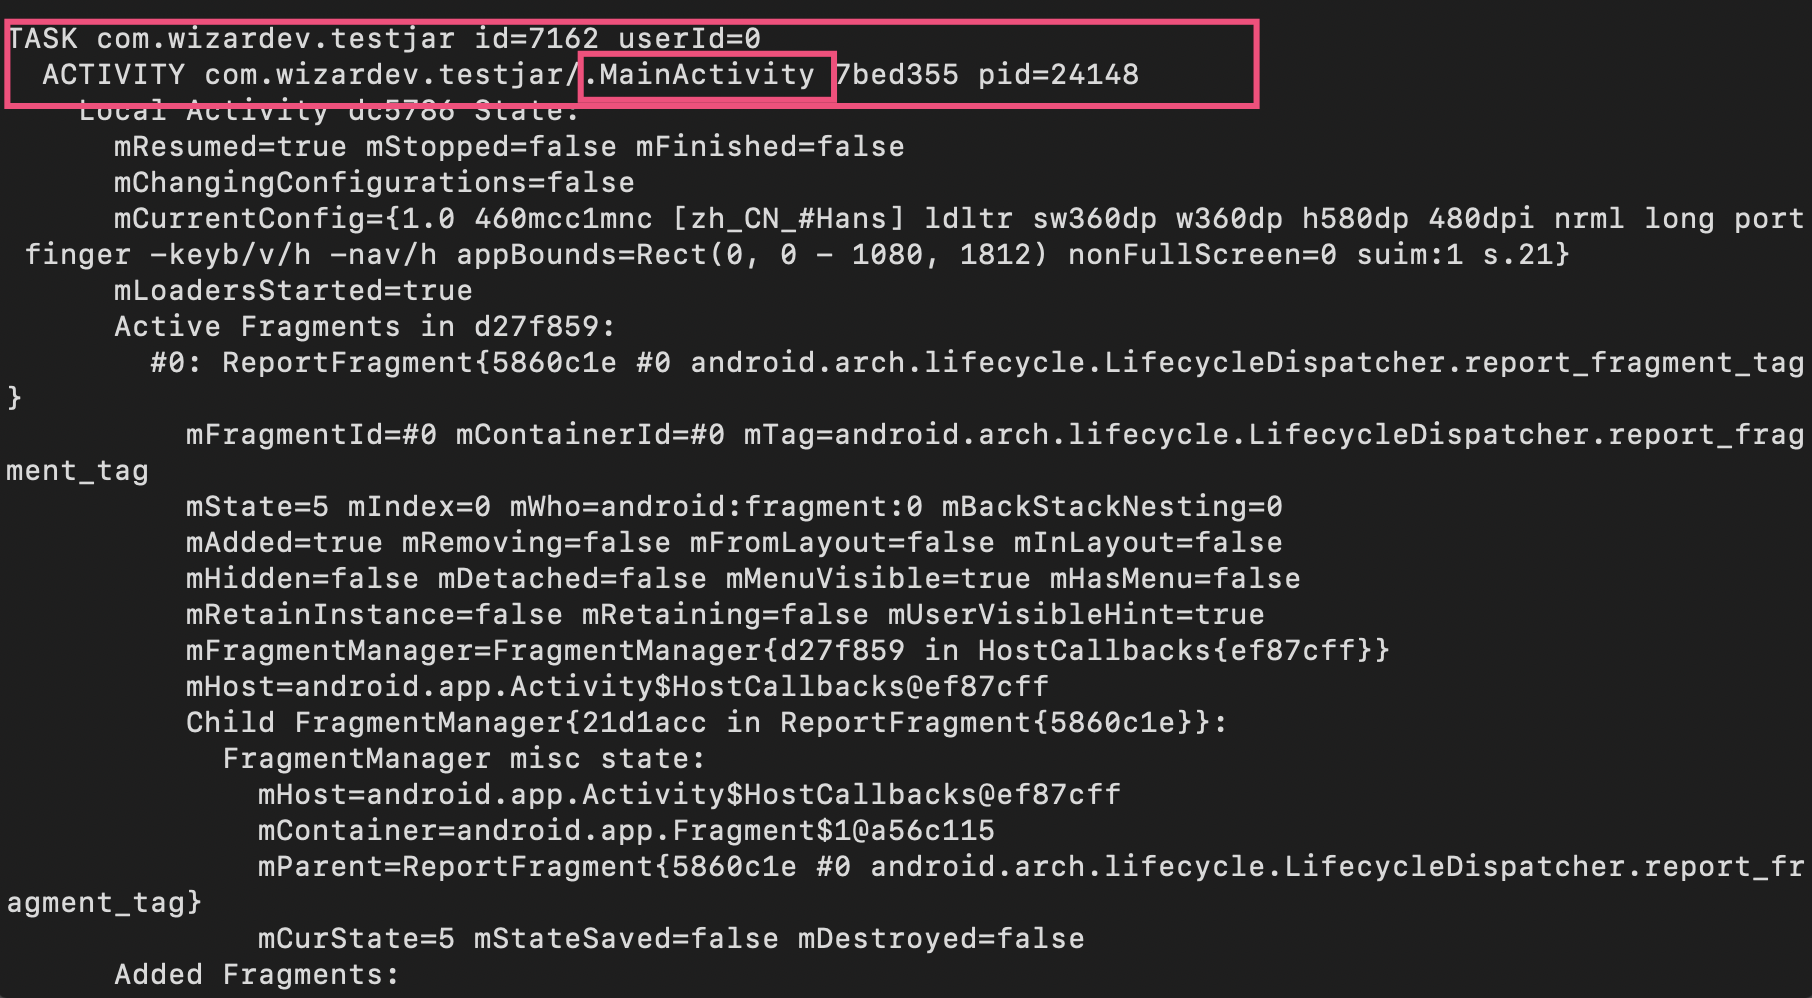 TASK com.wizardev.testjar id=7162 userId=0
ACTIVITY com.wizardev.testjar/.MainActivity 7bed355 pid=24148
Local Activity dc5786 State:
mResumed=true mStopped=false mFinished=false
mChangingConfigurations=false
mCurrentConfig={1.0 460mcc1mnc [zh_CN_#Hans] ldltr sw360dp w360dp h580dp 480dpi nrml long port
finger -keyb/v/h -nav/h appBounds=Rect(0, 0 - 1080, 1812) nonFullScreen=0 suim:1 s.21}
mLoadersStarted=true
Active Fragments in d27f859:
#0: ReportFragment{5860c1e #0 android.arch.lifecycle.LifecycleDispatcher.report_fragment_tag
}
mFragmentId=#0 mContainerId=#0 mTag=android.arch.lifecycle.LifecycleDispatcher.report_frag
ment_tag
mState=5 mIndex=0 mWho=android:fragment:0 mBackStackNesting=0
mAdded=true mRemoving=false mFromLayout=false mInLayout=false
mHidden=false mDetached=false mMenuVisible=true mHasMenu=false
mRetainInstance=false mRetaining=false mUserVisibleHint=true
mFragmentManager=FragmentManager{d27f859 in HostCallbacks{ef87cff}}
mHost=android.app.Activity$HostCallbacks@ef87cff
Child FragmentManager{21d1acc in ReportFragment{5860c1e}}:
FragmentManager misc state:
mHost=android.app.Activity$HostCallbacks@ef87cff
mContainer=android.app.Fragment$1@a56c115
mParent=ReportFragment{5860c1e #0 android.arch.lifecycle.LifecycleDispatcher.report_fr
agment_tag}
mCurState=5 mStateSaved=false mDestroyed=false
Added Fragments: